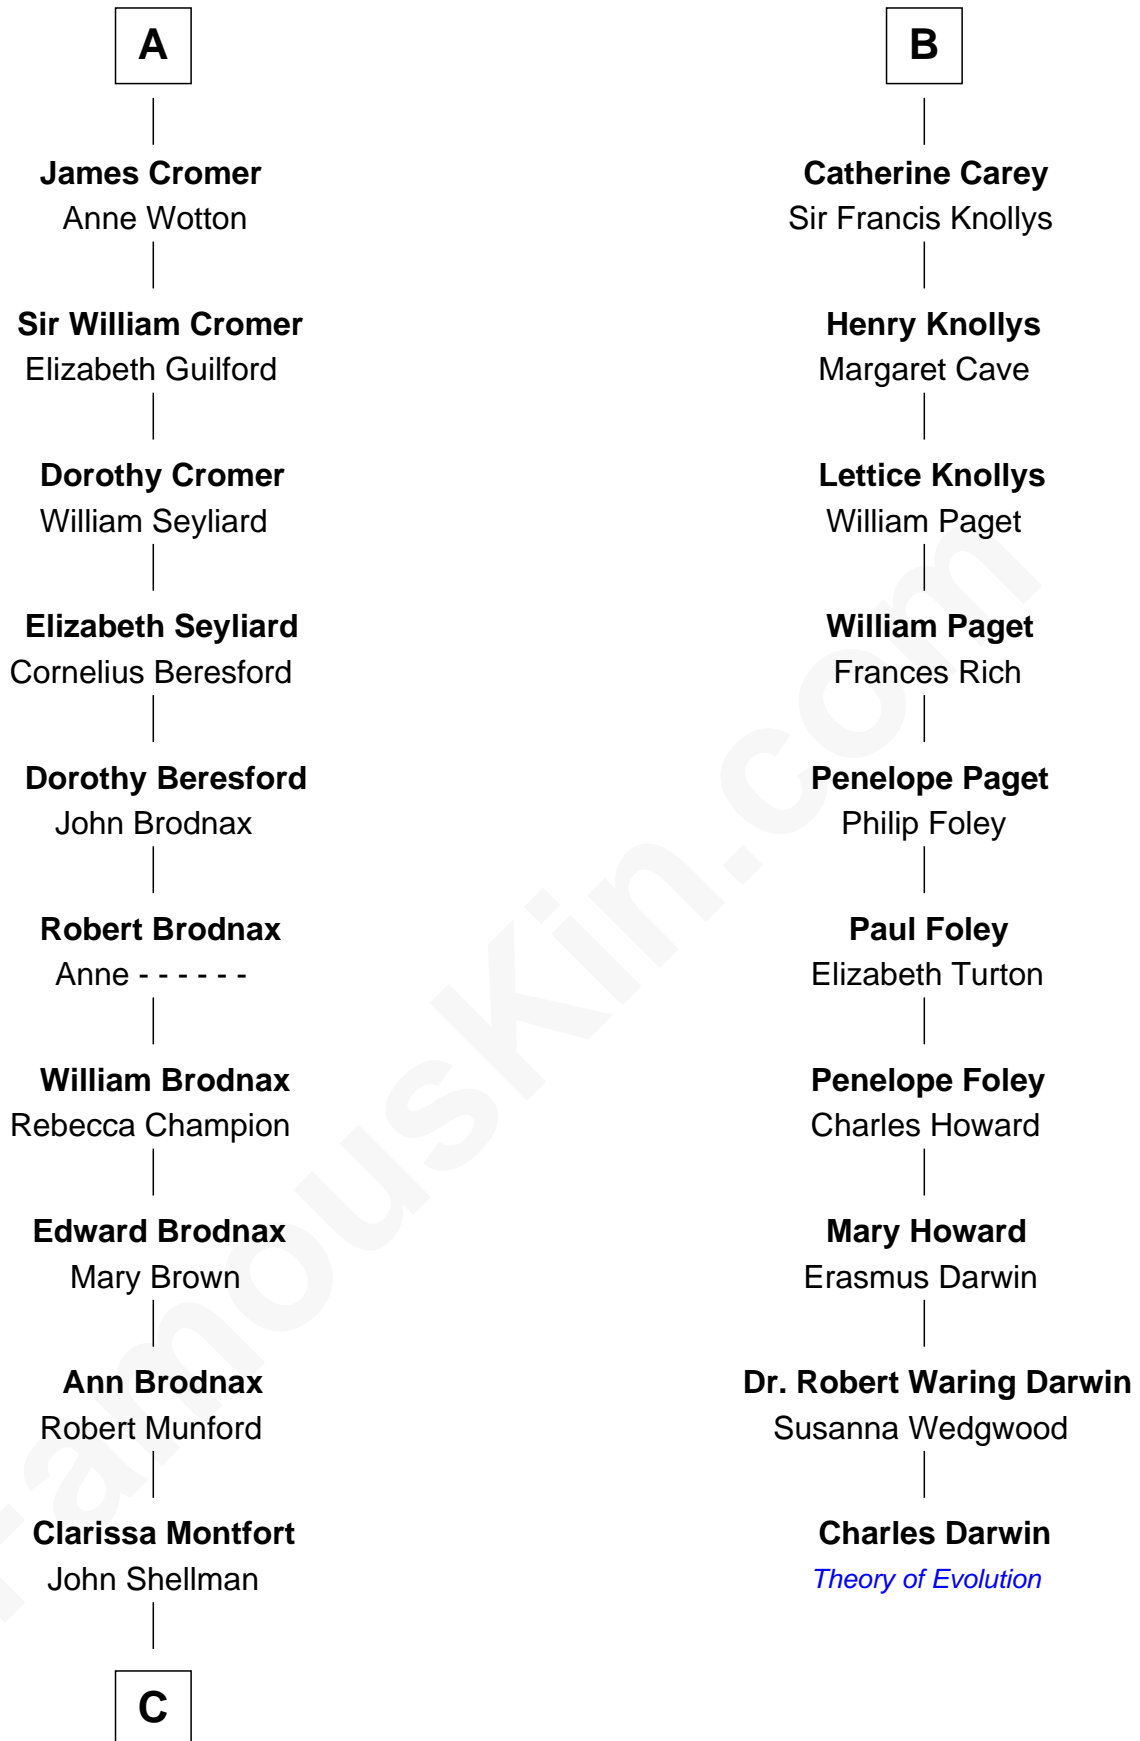 A
James Cromer
Anne Wotton
Sir William Cromer
Elizabeth Guilford
Dorothy Cromer
William Seyliard
Elizabeth Seyliard
Cornelius Beresford
Dorothy Beresford
John Brodnax
Robert Brodnax
Anne - - - - - -
William Brodnax
Rebecca Champion
Edward Brodnax
Mary Brown
Ann Brodnax
Robert Munford
Clarissa Montfort
John Shellman
C
B
Catherine Carey
Sir Francis Knollys
Henry Knollys
Margaret Cave
Lettice Knollys
William Paget
William Paget
Frances Rich
Penelope Paget
Philip Foley
Paul Foley
Elizabeth Turton
Penelope Foley
Charles Howard
Mary Howard
Erasmus Darwin
Dr. Robert Waring Darwin
Susanna Wedgwood
Charles Darwin
Theory of Evolution
FamousKin.com